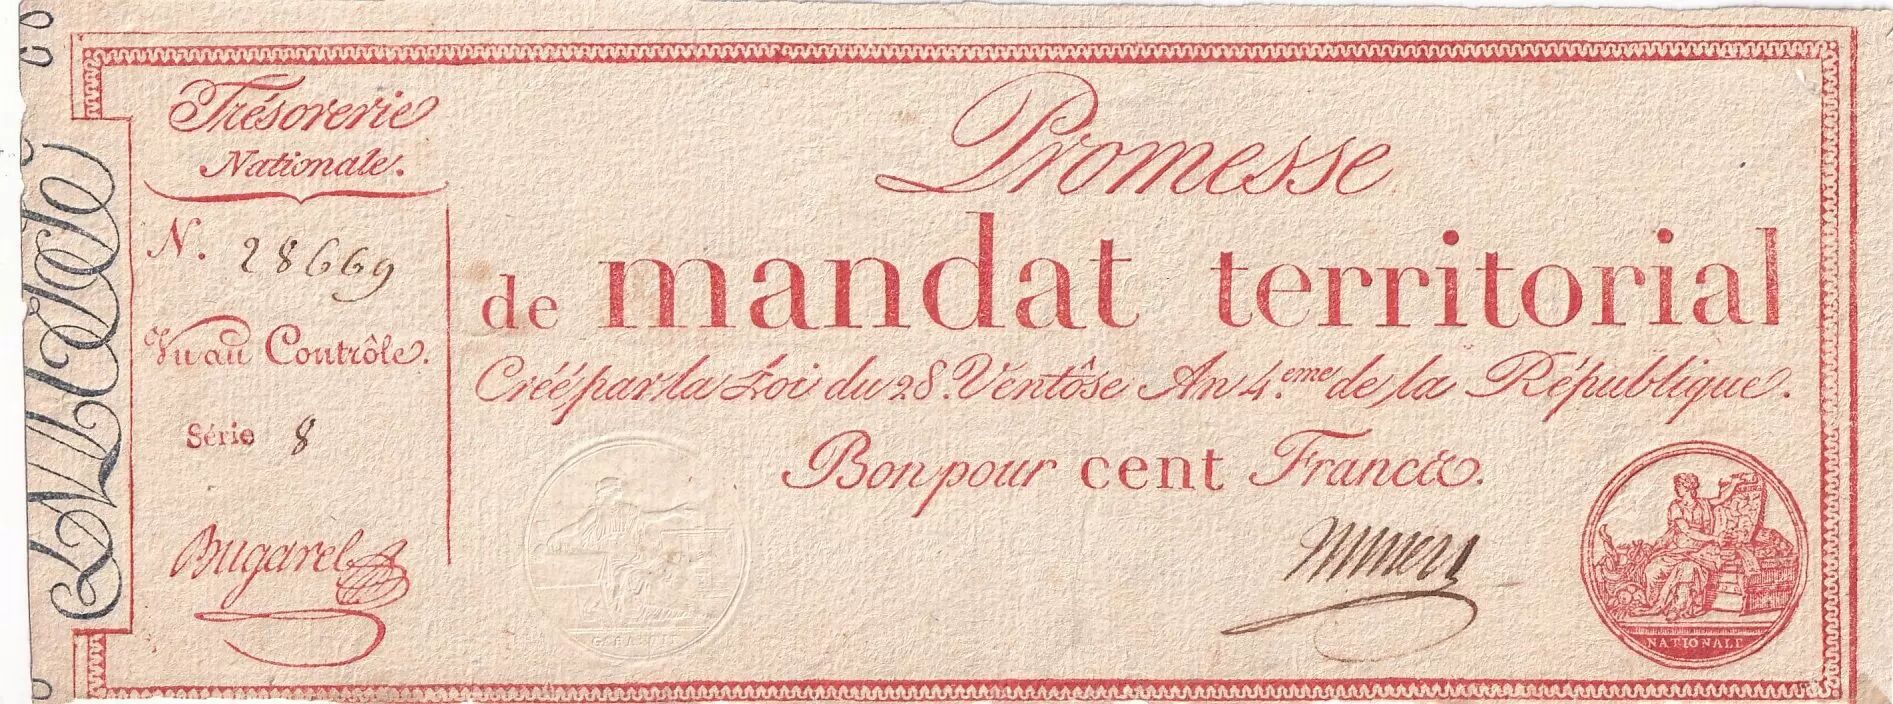 Trésorerie
Nationale.
N. 28669
Vu au Contrôle.
Série 8
Bugarel
Promesse
de mandat territorial
Créé par la Loi du 28. Ventôse An 4.eme de la République.
Bon pour cent Francs.
NATIONALE